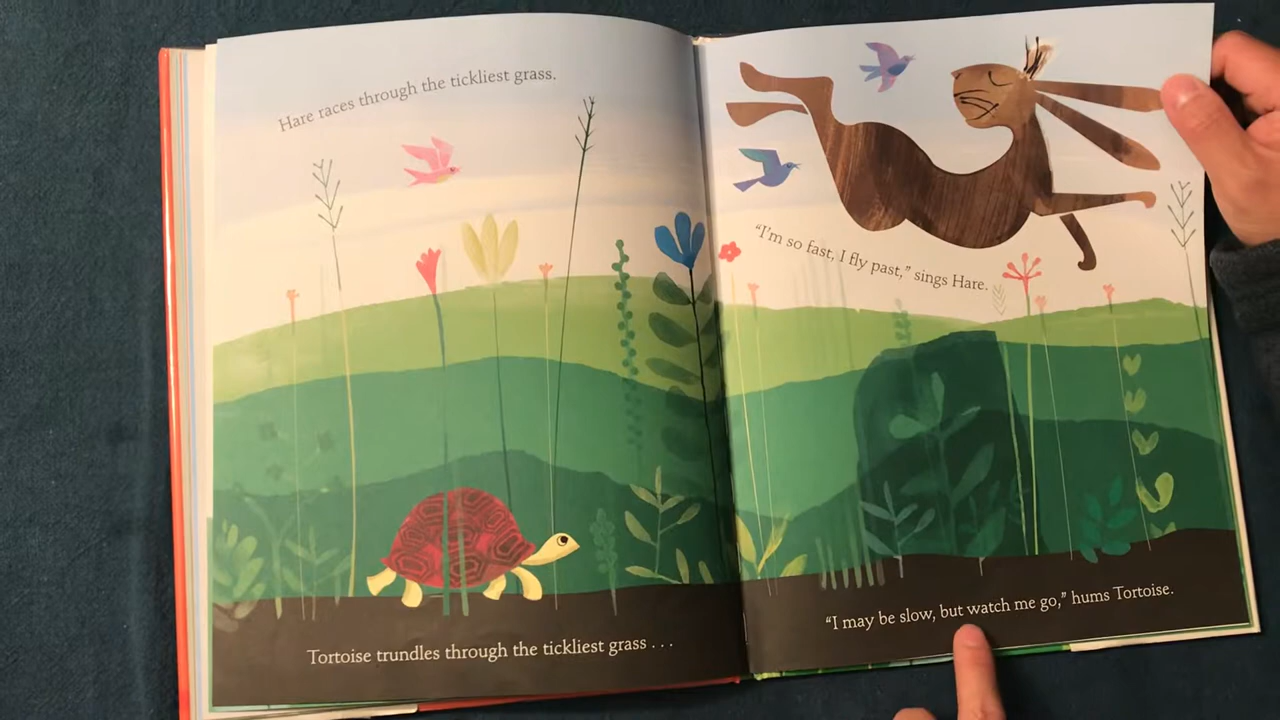 Hare races through the tickliest grass.
Tortoise trundles through the tickliest grass . . .
“I’m so fast, I fly past,” sings Hare.
“I may be slow, but watch me go,” hums Tortoise.